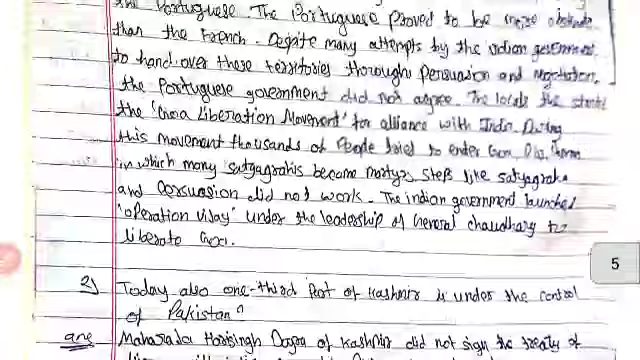 the Portuguese. The Portuguese proved to be more obstinate
than the French. Despite many attempts by the indian government
to hand over these territories thorough Persuasion and negotiation.
the Portuguese government did not agree. The locals the started
the 'Goa Liberation Movement' for alliance with India. During
this movement thousands of People tried to enter Goa, Diu,
in which many satyagrahis became martyrs, steps like satyagraha
and Persuasion did not work. The indian government launched
'operation vijay' under the leadership of General chaudhary to
liberate Goa.
5
2) Today also one-third Part of Kashmir is under the control
of Pakistan?
ans Maharada Harisingh Dogra of Kashmir did not sign the treaty of